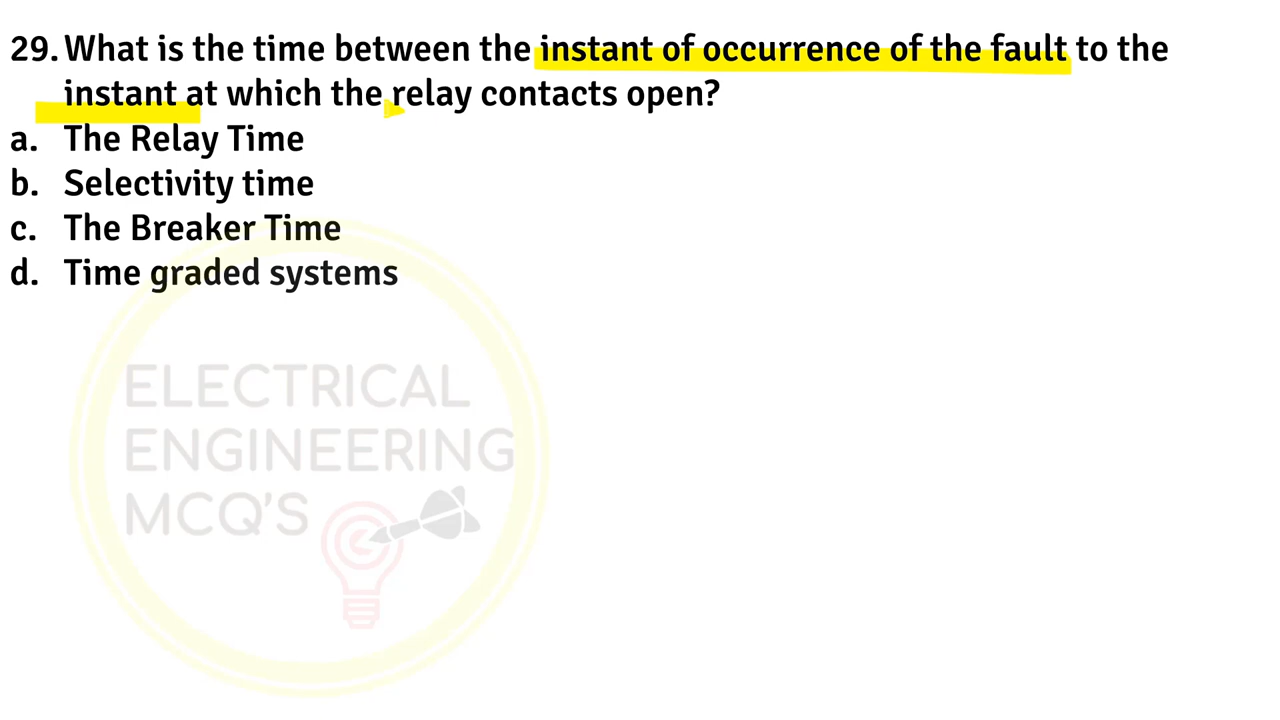 29. What is the time between the instant of occurrence of the fault to the
instant at which the relay contacts open?
a. The Relay Time
b. Selectivity time
c. The Breaker Time
d. Time graded systems
ELECTRICAL
ENGINEERING
MCQ'S